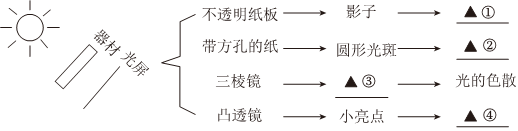 器材 光屏
不透明纸板 影子 ▲①
带方孔的纸 圆形光斑 ▲②
三棱镜 ▲③ 光的色散
凸透镜 小亮点 ▲④